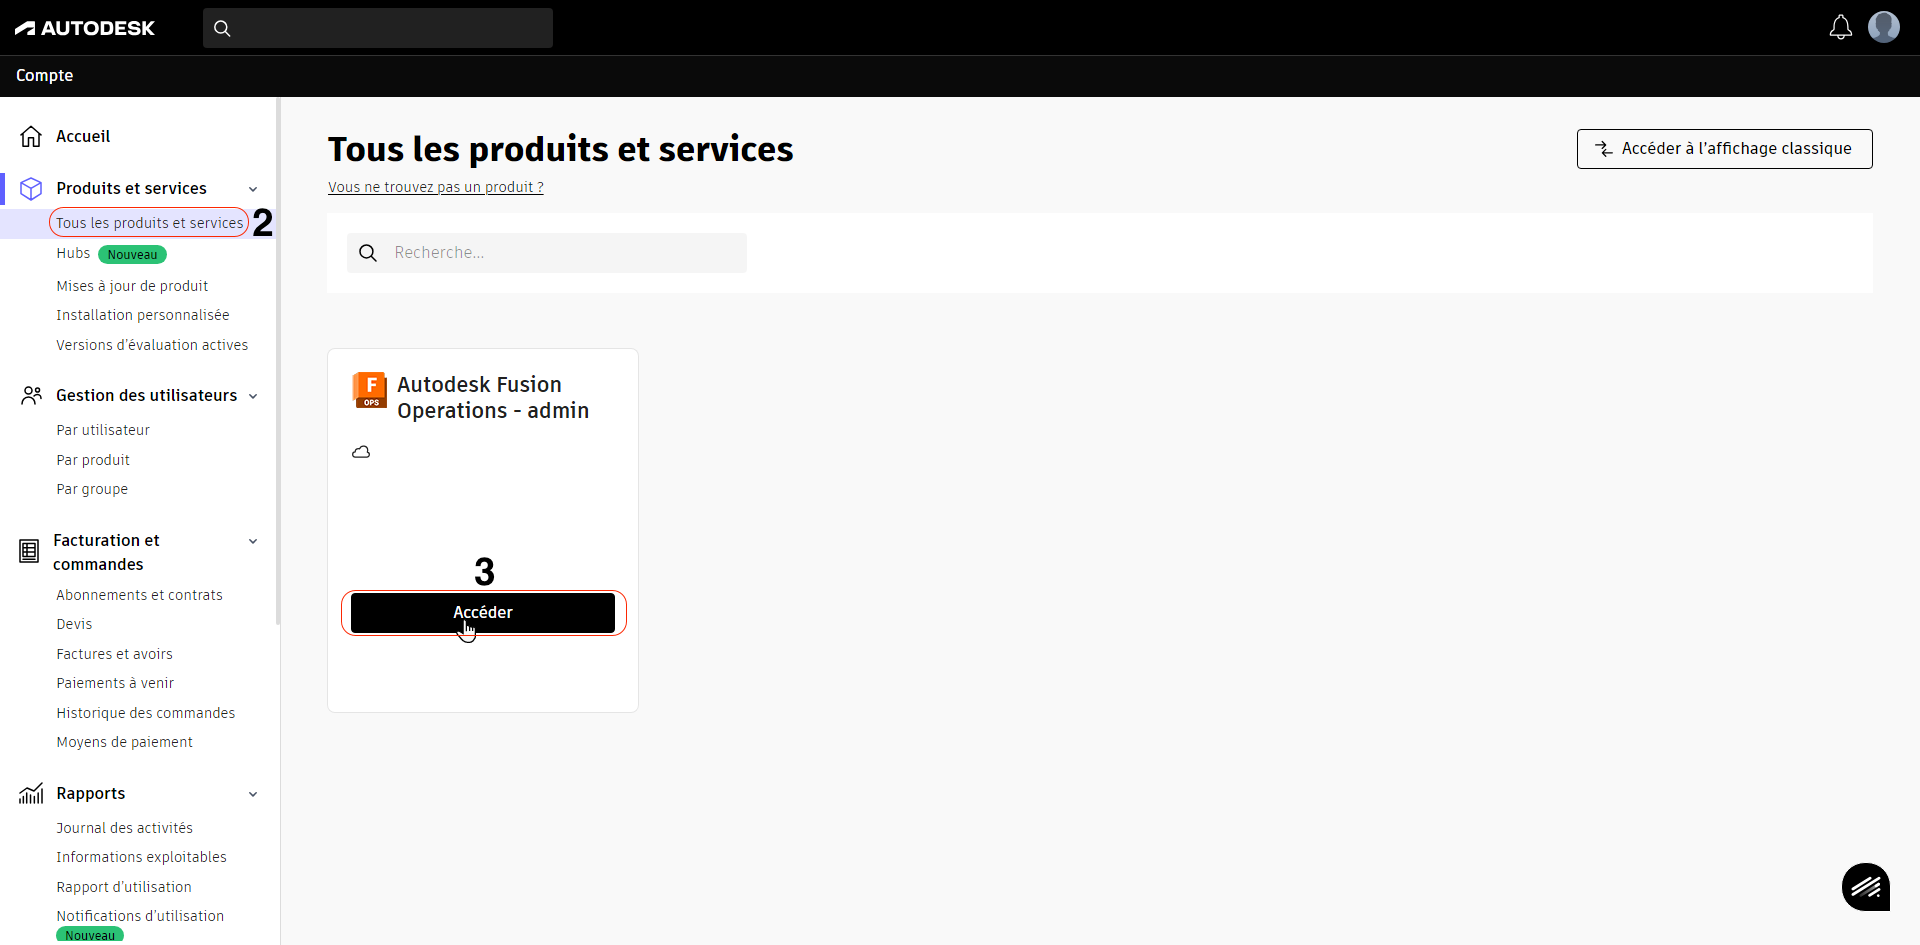 AUTODESK
Compte
Accueil
Produits et services
Tous les produits et services 2
Hubs Nouveau
Mises à jour de produit
Installation personnalisée
Versions d'évaluation actives
Gestion des utilisateurs
Par utilisateur
Par produit
Par groupe
Facturation et
commandes
Abonnements et contrats
Devis
Factures et avoirs
Paiements à venir
Historique des commandes
Moyens de paiement
Rapports
Journal des activités
Informations exploitables
Rapport d'utilisation
Notifications d'utilisation
Nouveau
Tous les produits et services
Accéder à l'affichage classique
Vous ne trouvez pas un produit ?
Recherche...
F
OPS
Autodesk Fusion
Operations - admin
3
Accéder